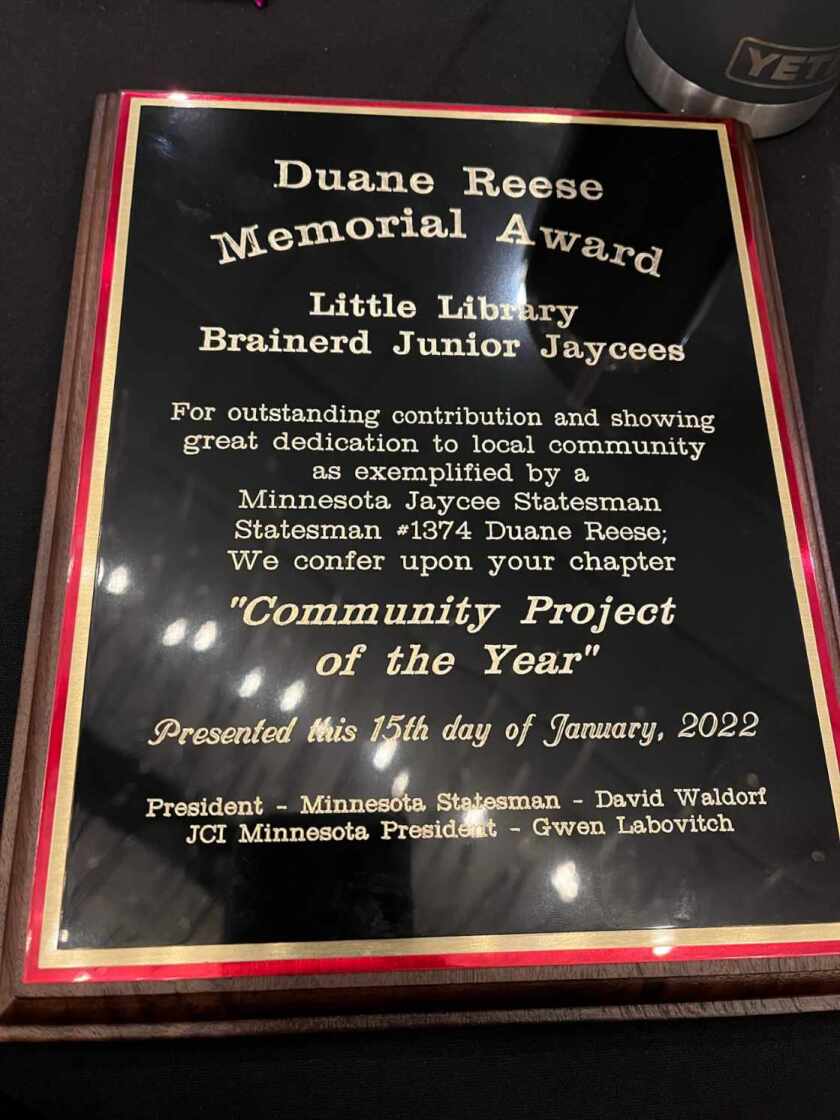 YETI
Duane Reese
Memorial Award
Little Library
Brainerd Junior Jaycees
For outstanding contribution and showing
great dedication to local community
as exemplified by a
Minnesota Jaycee Statesman
Statesman #1374 Duane Reese;
We confer upon your chapter
"Community Project
of the Year"
Presented this 15th day of January, 2022
President - Minnesota Statesman - David Waldorf
JCI Minnesota President - Gwen Labovitch